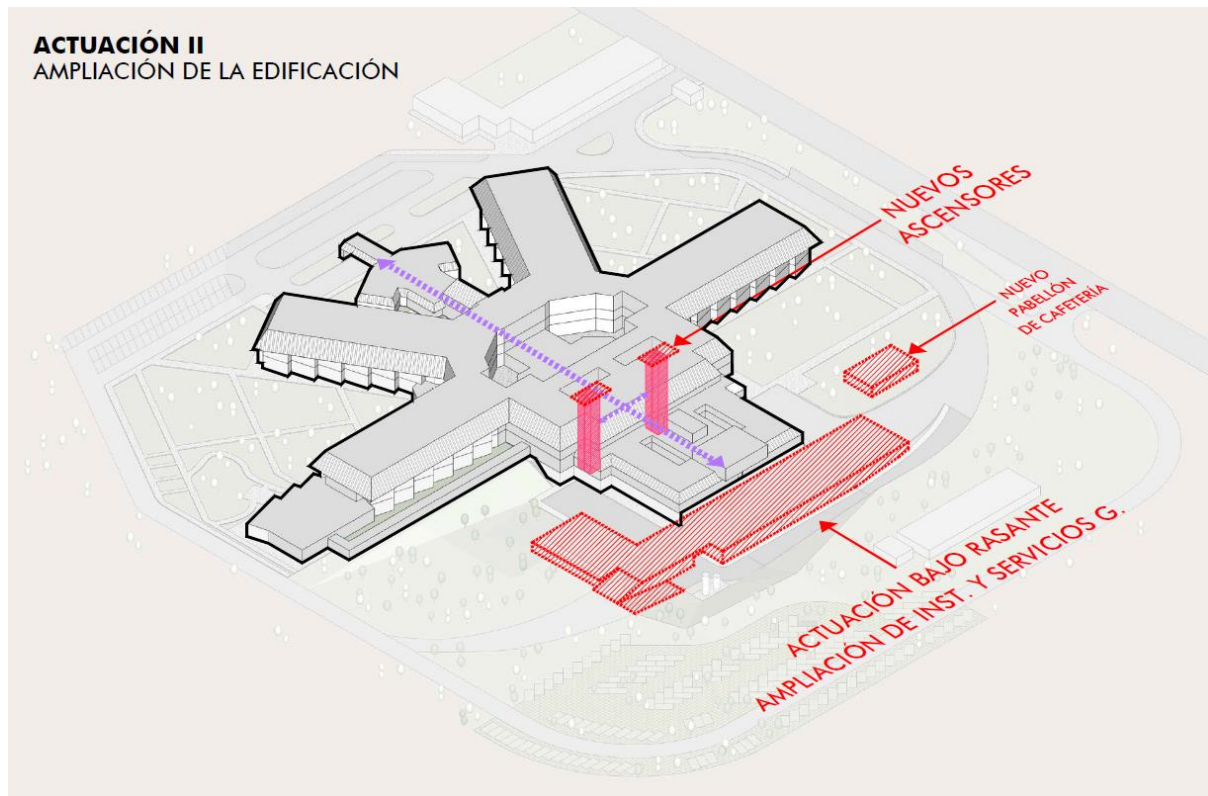 ACTUACIÓN II
AMPLIACIÓN DE LA EDIFICACIÓN
NUEVOS
ASCENSORES
NUEVO
PABELLÓN
DE CAFETERÍA
ACTUACIÓN BAJO RASANTE
AMPLIACIÓN DE INST. Y SERVICIOS G.